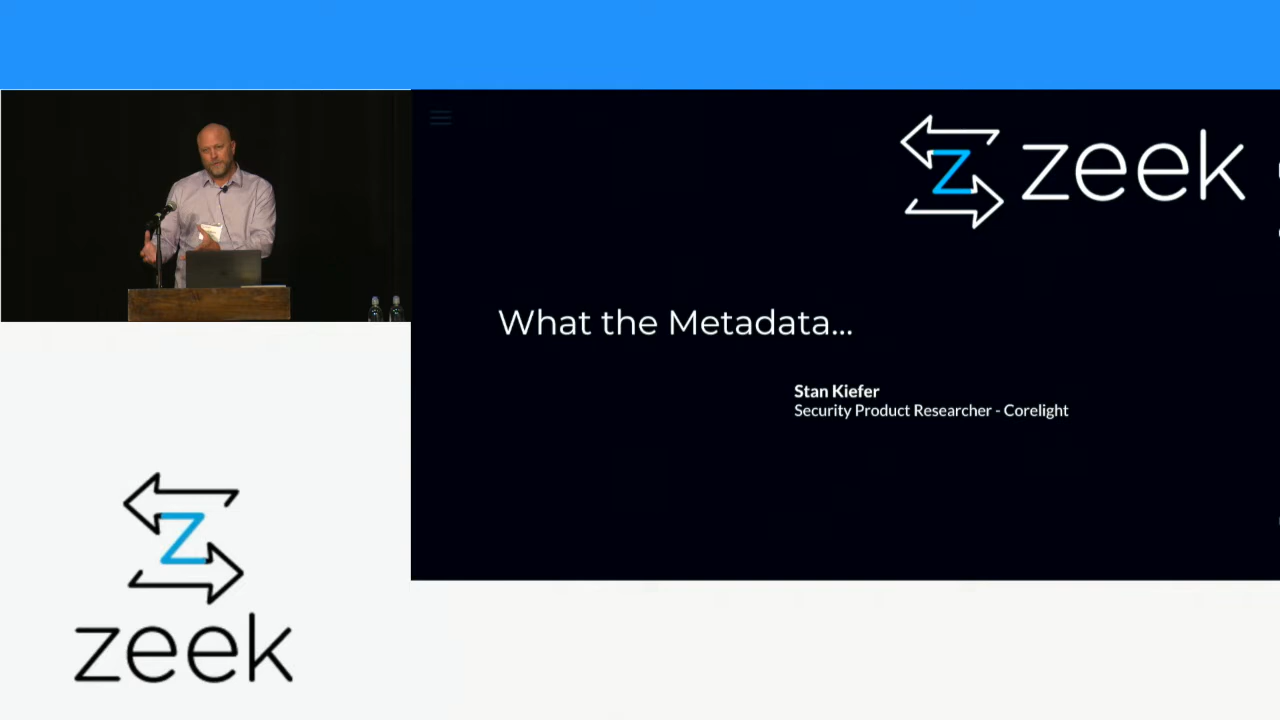 z zeek
What the Metadata...
Stan Kiefer
Security Product Researcher - Corelight
z
zeek